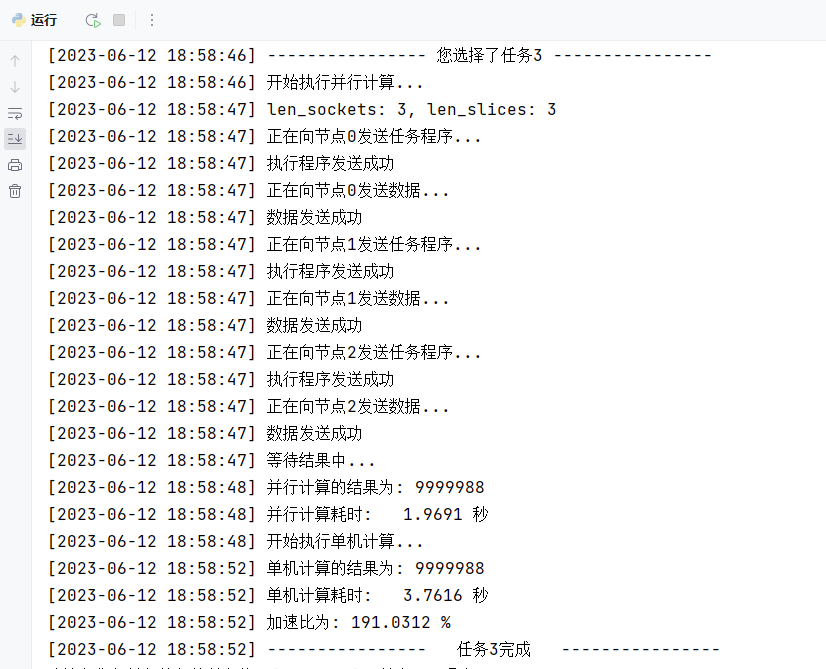 运行
[2023-06-12 18:58:46] ---------------- 您选择了任务3 ----------------
[2023-06-12 18:58:46] 开始执行并行计算...
[2023-06-12 18:58:47] len_sockets: 3, len_slices: 3
[2023-06-12 18:58:47] 正在向节点0发送任务程序...
[2023-06-12 18:58:47] 执行程序发送成功
[2023-06-12 18:58:47] 正在向节点0发送数据...
[2023-06-12 18:58:47] 数据发送成功
[2023-06-12 18:58:47] 正在向节点1发送任务程序...
[2023-06-12 18:58:47] 执行程序发送成功
[2023-06-12 18:58:47] 正在向节点1发送数据...
[2023-06-12 18:58:47] 数据发送成功
[2023-06-12 18:58:47] 正在向节点2发送任务程序...
[2023-06-12 18:58:47] 执行程序发送成功
[2023-06-12 18:58:47] 正在向节点2发送数据...
[2023-06-12 18:58:47] 数据发送成功
[2023-06-12 18:58:47] 等待结果中...
[2023-06-12 18:58:48] 并行计算的结果为: 9999988
[2023-06-12 18:58:48] 并行计算耗时:   1.9691 秒
[2023-06-12 18:58:48] 开始执行单机计算...
[2023-06-12 18:58:52] 单机计算的结果为: 9999988
[2023-06-12 18:58:52] 单机计算耗时:   3.7616 秒
[2023-06-12 18:58:52] 加速比为: 191.0312 %
[2023-06-12 18:58:52] ----------------   任务3完成   ----------------